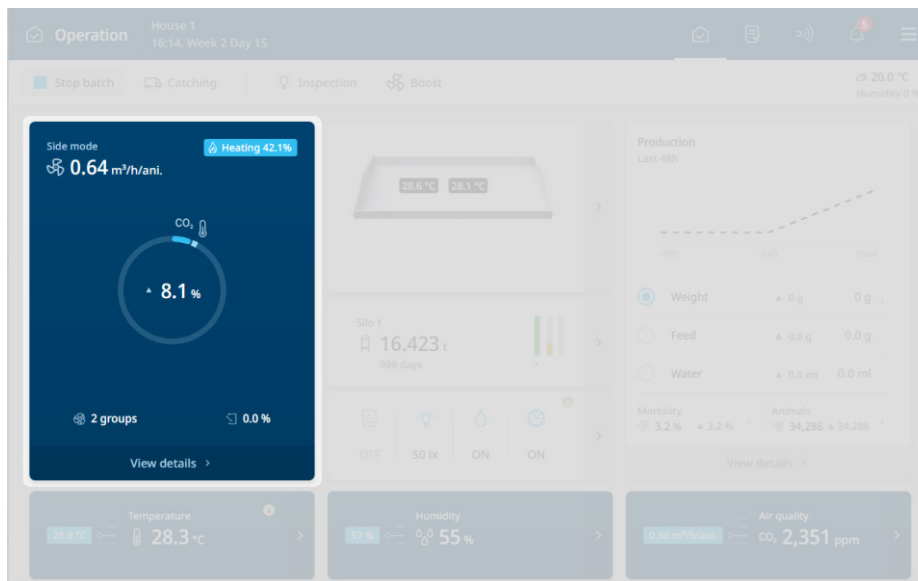 Operation
House 1
16:14, Week 2 Day 15
5
Stop batch
Catching
Inspection
Boost
20.0 °C
Humidity 0 %
Side mode
0.64 m³/h/ani.
Heating 42.1%
CO₂
8.1 %
2 groups
0.0 %
View details
28.6 °C
28.1 °C
Silo 1
16.423 t
999 days
OFF
50 lx
ON
ON
Production
Last 48h
-48h
-24h
Now
Weight
0 g
0 g
Feed
0.0 g
0.0 g
Water
0.0 ml
0.0 ml
Mortality
3.2 %
3.2 %
Animals
34,286
34,286
View details
Temperature
25.9 °C
28.3 °C
Humidity
57 %
55 %
Air quality
0.50 m³/h/ani.
CO₂ 2,351 ppm